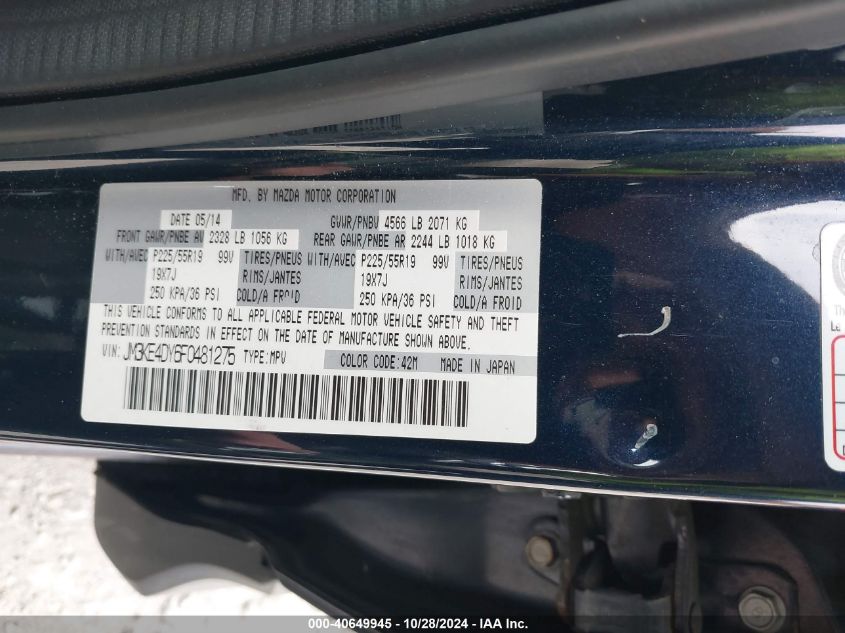 MFD. BY MAZDA MOTOR CORPORATION
DATE 05/14 GVWR/PNBV 4566 LB 2071 KG
FRONT GAWR/PNBE AV 2328 LB 1056 KG REAR GAWR/PNBE AR 2244 LB 1018 KG
WITH/AVEC P225/55R19 99V TIRES/PNEUS WITH/AVEC P225/55R19 99V TIRES/PNEUS
19X7J RIMS/JANTES 19X7J RIMS/JANTES
250 KPA/36 PSI COLD/A FROID 250 KPA/36 PSI COLD/A FROID
THIS VEHICLE CONFORMS TO ALL APPLICABLE FEDERAL MOTOR VEHICLE SAFETY AND THEFT
PREVENTION STANDARDS IN EFFECT ON THE DATE OF MANUFACTURE SHOWN ABOVE.
VIN: JM3KE4DY6F0481275 TYPE:MPV COLOR CODE:42M MADE IN JAPAN
000-40649945 - 10/28/2024 - IAA Inc.